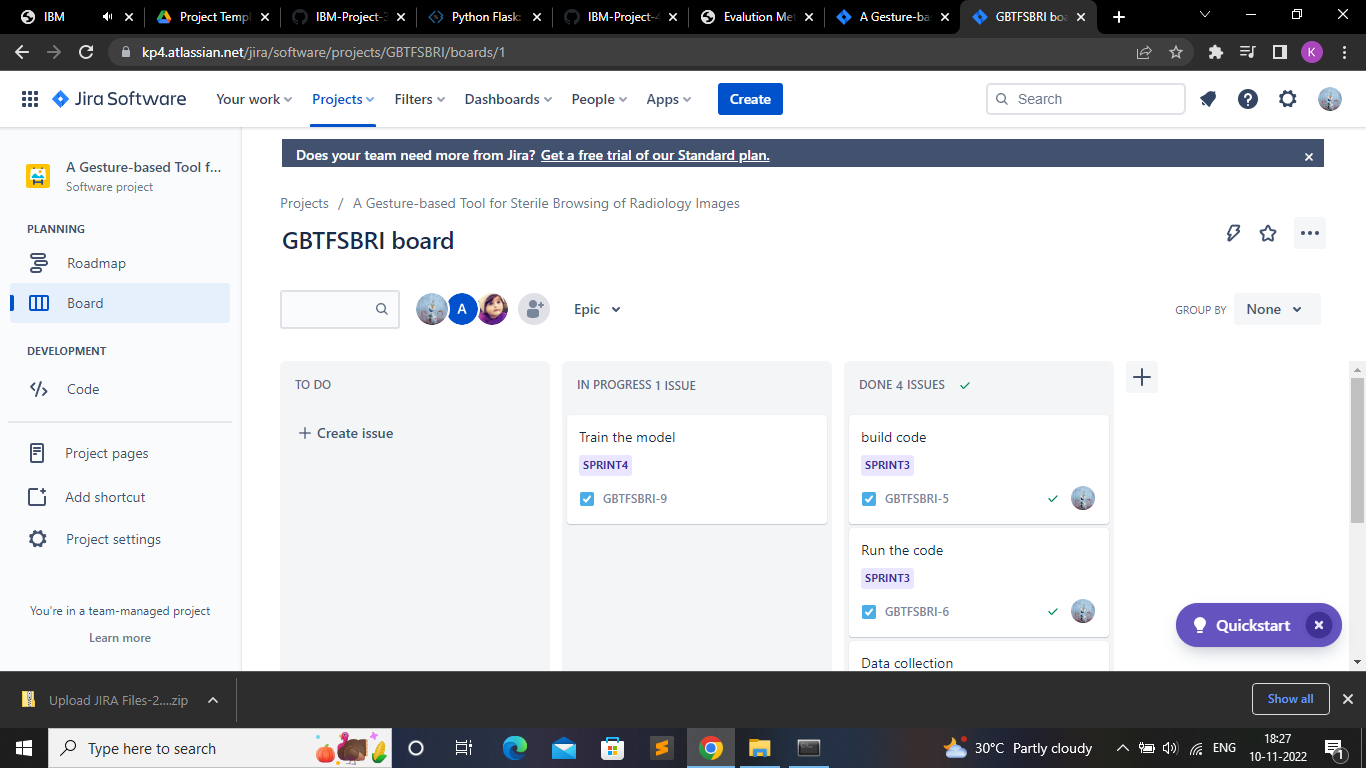 IBM
Project Templ
IBM-Project-3
Python Flask:
IBM-Project-4
Evalution Met
A Gesture-bas
GBTFSBRI boa
kp4.atlassian.net/jira/software/projects/GBTFSBRI/boards/1
K
Jira Software
Your work
Projects
Filters
Dashboards
People
Apps
Create
Search
A Gesture-based Tool f...
Software project
PLANNING
Roadmap
Board
DEVELOPMENT
Code
Project pages
Add shortcut
Project settings
You're in a team-managed project
Learn more
Does your team need more from Jira? Get a free trial of our Standard plan.
Projects / A Gesture-based Tool for Sterile Browsing of Radiology Images
GBTFSBRI board
A
Epic
GROUP BY
None
TO DO
+ Create issue
IN PROGRESS 1 ISSUE
Train the model
SPRINT4
GBTFSBRI-9
DONE 4 ISSUES
build code
SPRINT3
GBTFSBRI-5
Run the code
SPRINT3
GBTFSBRI-6
Data collection
Quickstart
Upload JIRA Files-2....zip
Show all
Type here to search
30°C Partly cloudy
ENG
18:27
10-11-2022
1